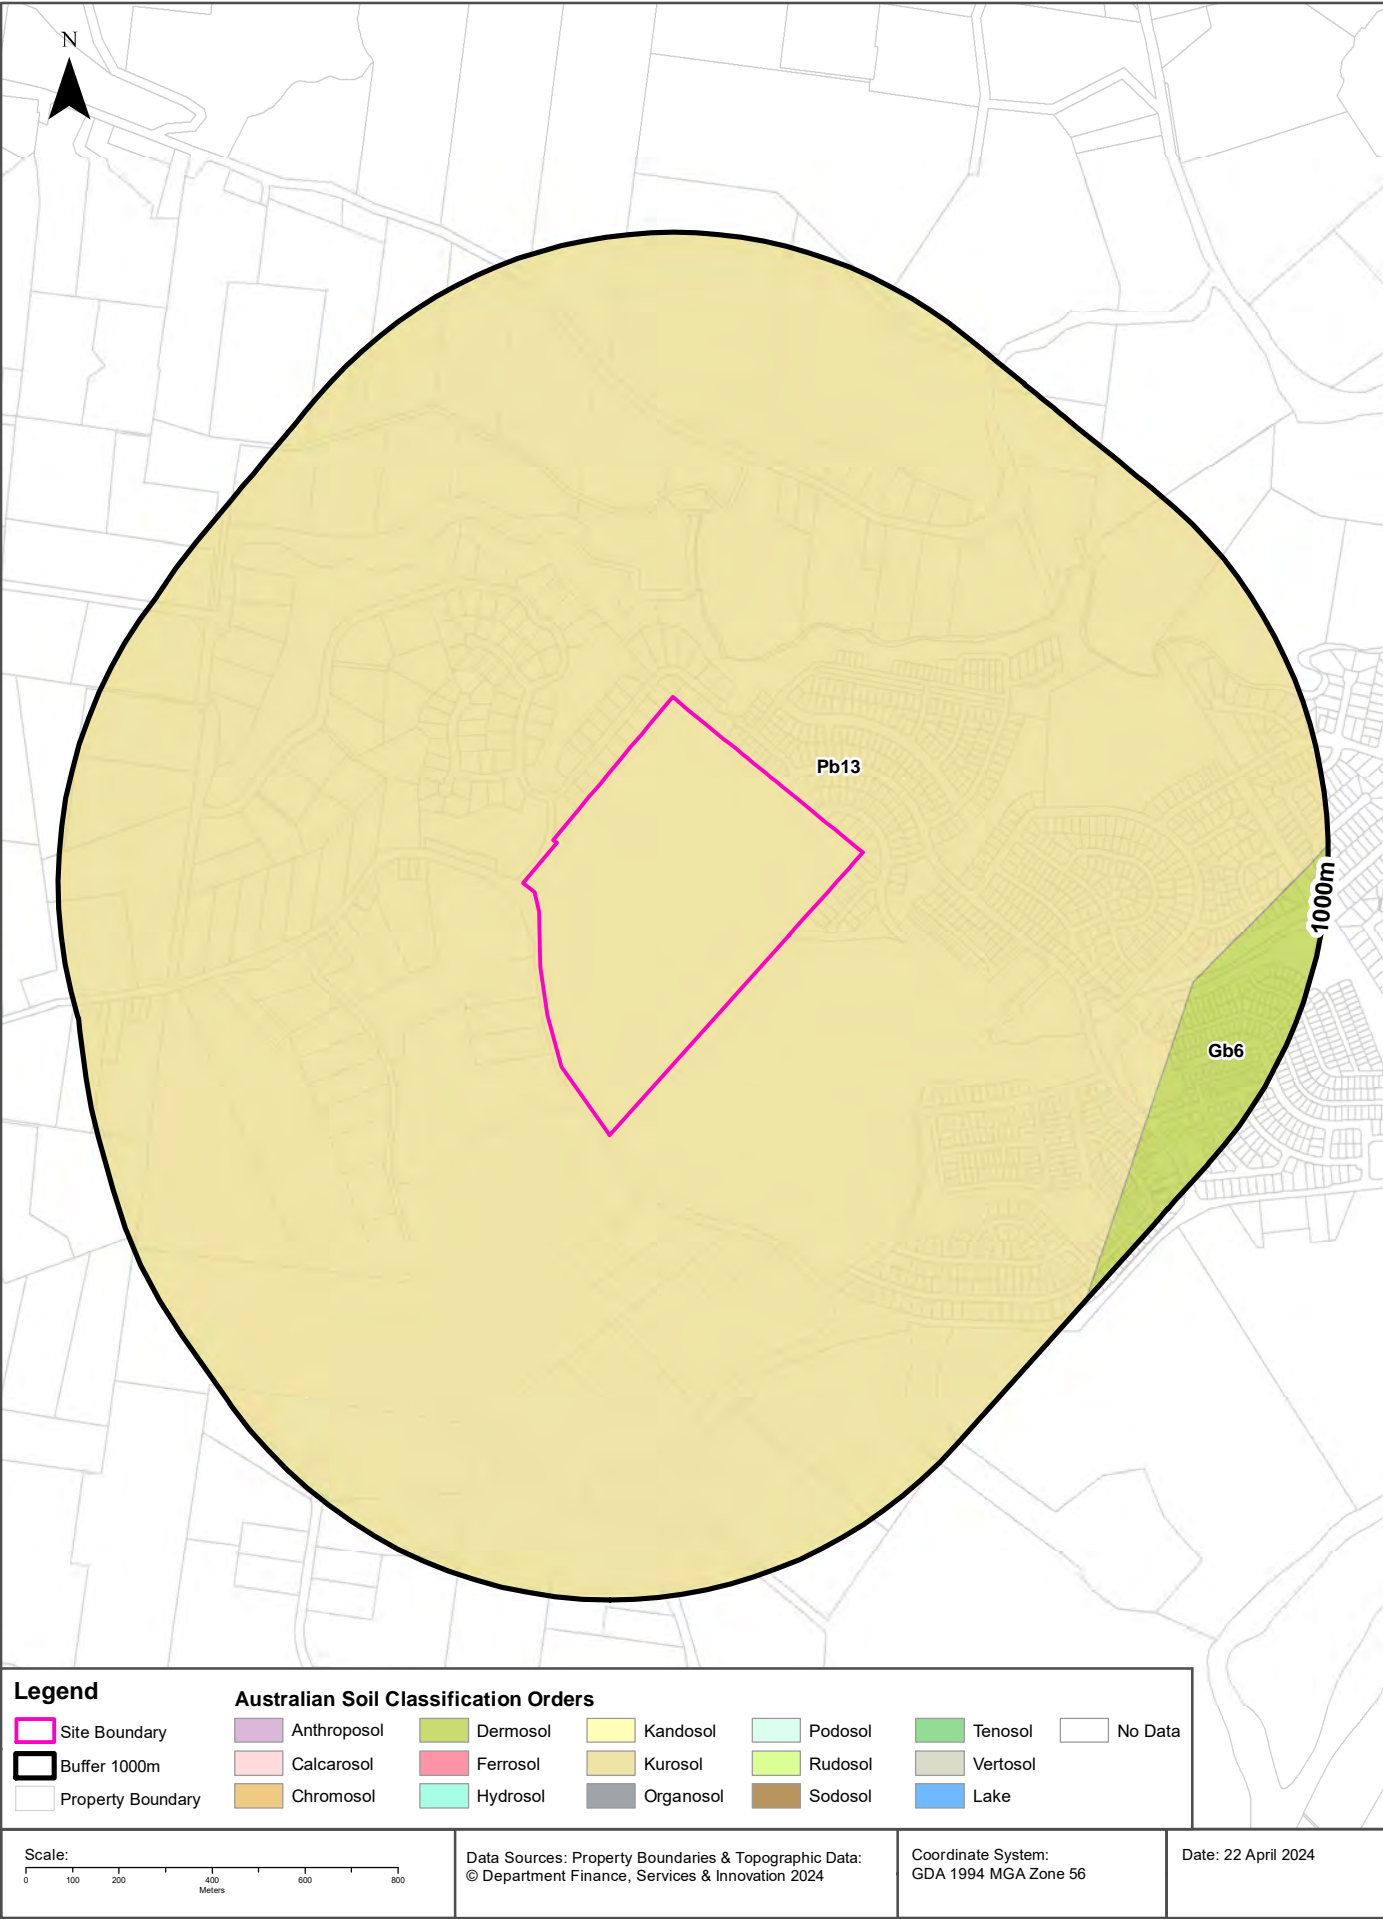 N
Pb13
1000m
Gb6
Legend
Site Boundary
Buffer 1000m
Property Boundary
Australian Soil Classification Orders
Anthroposol
Calcarosol
Chromosol
Dermosol
Ferrosol
Hydrosol
Kandosol
Kurosol
Organosol
Podosol
Rudosol
Sodosol
Tenosol
Vertosol
Lake
No Data
Scale:
0 100 200 400 600 800
Meters
Data Sources: Property Boundaries & Topographic Data:
© Department Finance, Services & Innovation 2024
Coordinate System:
GDA 1994 MGA Zone 56
Date: 22 April 2024